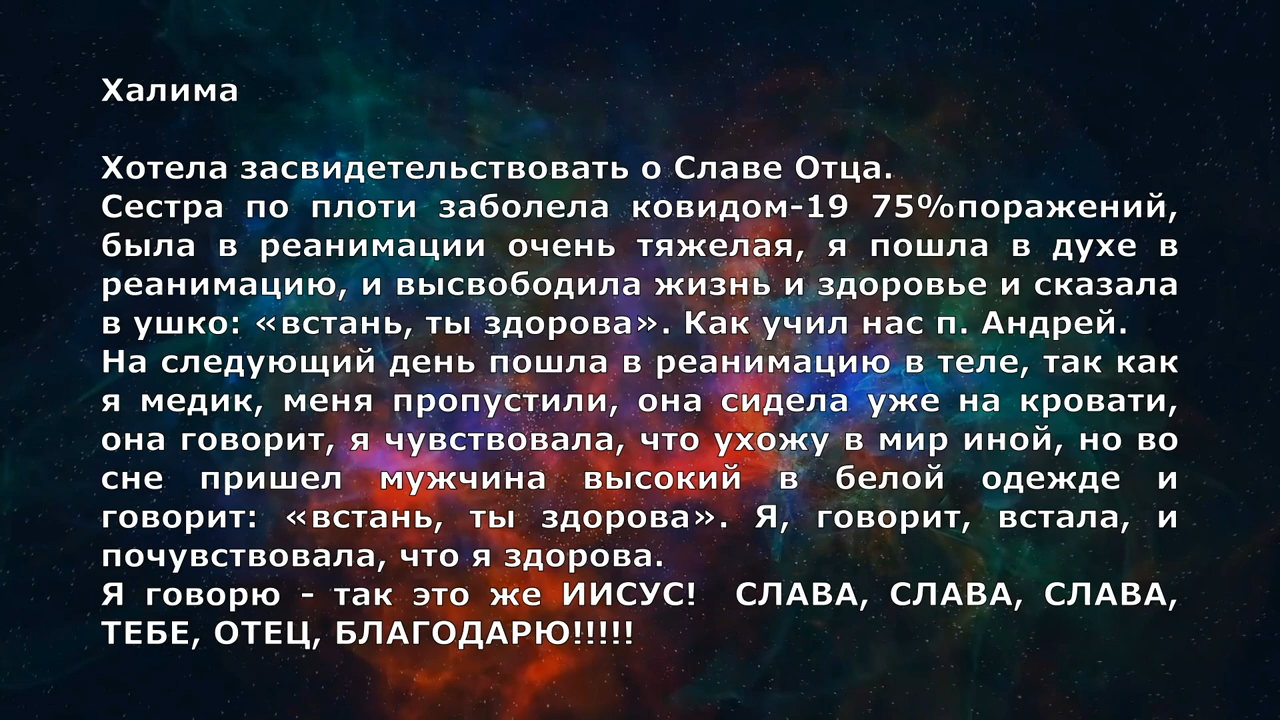 Халима
Хотела засвидетельствовать о Славе Отца.
Сестра по плоти заболела ковидом-19 75%поражений,
была в реанимации очень тяжелая, я пошла в духе в
реанимацию, и высвободила жизнь и здоровье и сказала
в ушко: «встань, ты здорова». Как учил нас п. Андрей.
На следующий день пошла в реанимацию в теле, так как
я медик, меня пропустили, она сидела уже на кровати,
она говорит, я чувствовала, что ухожу в мир иной, но во
сне пришел мужчина высокий в белой одежде и
говорит: «встань, ты здорова». Я, говорит, встала, и
почувствовала, что я здорова.
Я говорю - так это же ИИСУС! СЛАВА, СЛАВА, СЛАВА,
ТЕБЕ, ОТЕЦ, БЛАГОДАРЮ!!!!!